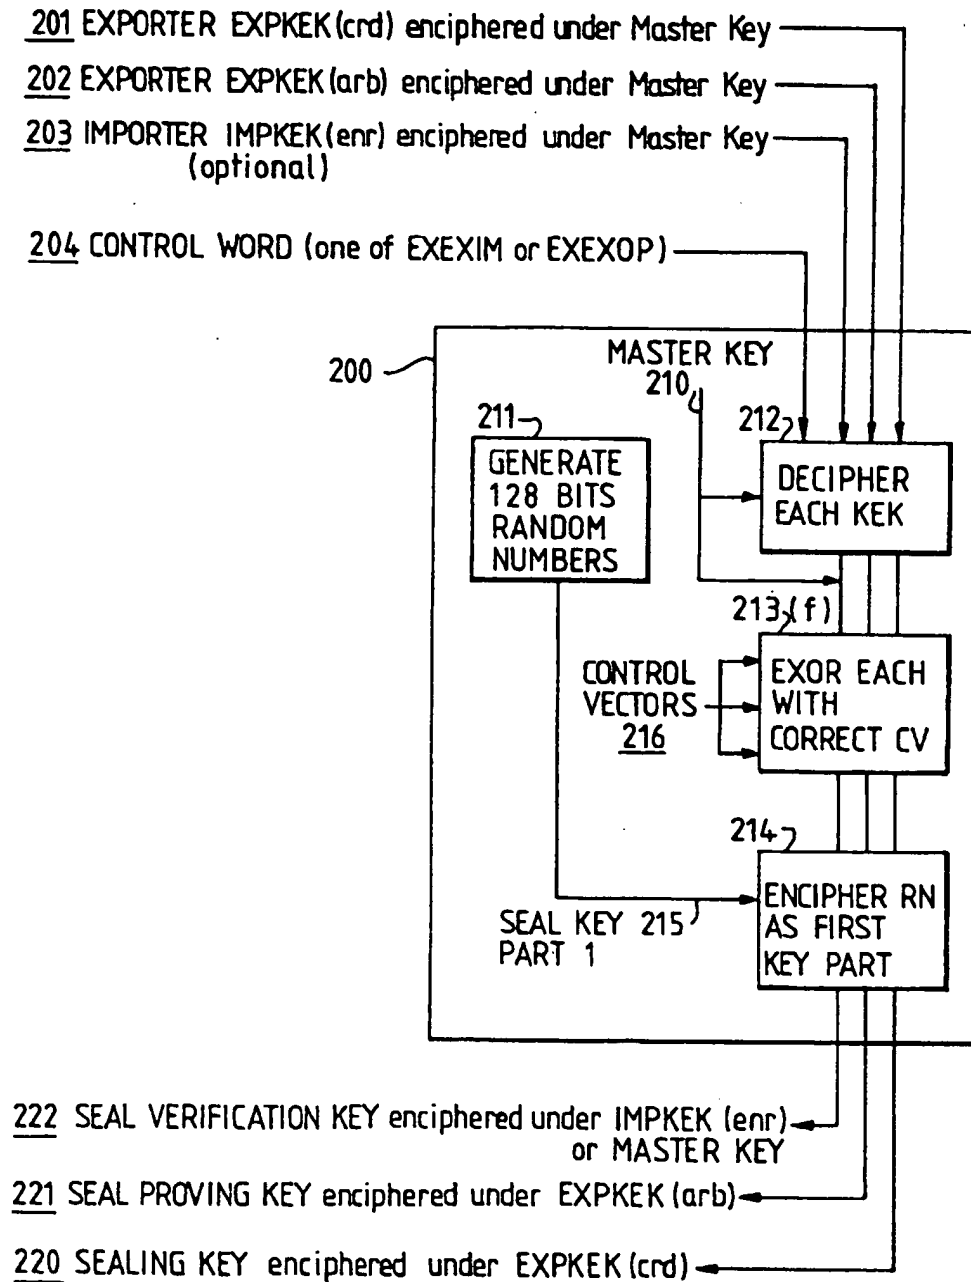 201 EXPORTER EXPKEK(crd) enciphered under Master Key
202 EXPORTER EXPKEK(arb) enciphered under Master Key
203 IMPORTER IMPKEK(enr) enciphered under Master Key
(optional)
204 CONTROL WORD (one of EXEXIM or EXEXOP)
200
MASTER KEY
210
211
GENERATE
128 BITS
RANDOM
NUMBERS
212
DECIPHER
EACH KEK
213 (f)
CONTROL
VECTORS
216
EXOR EACH
WITH
CORRECT CV
214
ENCIPHER RN
AS FIRST
KEY PART
SEAL KEY 215
PART 1
222 SEAL VERIFICATION KEY enciphered under IMPKEK (enr)
or MASTER KEY
221 SEAL PROVING KEY enciphered under EXPKEK(arb)
220 SEALING KEY enciphered under EXPKEK(crd)